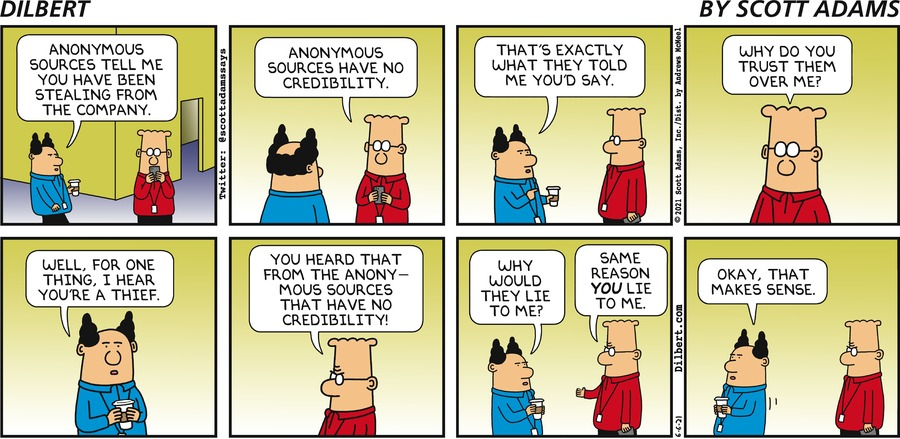 DILBERT
BY SCOTT ADAMS
ANONYMOUS
SOURCES TELL ME
YOU HAVE BEEN
STEALING FROM
THE COMPANY.
Twitter: @scottadamssays
ANONYMOUS
SOURCES HAVE NO
CREDIBILITY.
THAT'S EXACTLY
WHAT THEY TOLD
ME YOU'D SAY.
© 2021 Scott Adams, Inc./Dist. by Andrews McMeel
WHY DO YOU
TRUST THEM
OVER ME?
WELL, FOR ONE
THING, I HEAR
YOU'RE A THIEF.
YOU HEARD THAT
FROM THE ANONY-
MOUS SOURCES
THAT HAVE NO
CREDIBILITY!
WHY
WOULD
THEY LIE
TO ME?
SAME
REASON
YOU LIE
TO ME.
Dilbert.com
6-6-21
OKAY, THAT
MAKES SENSE.